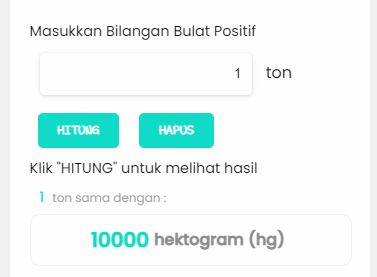 Masukkan Bilangan Bulat Positif
1 ton
HITUNG HAPUS
Klik "HITUNG" untuk melihat hasil
1 ton sama dengan :
10000 hektogram (hg)